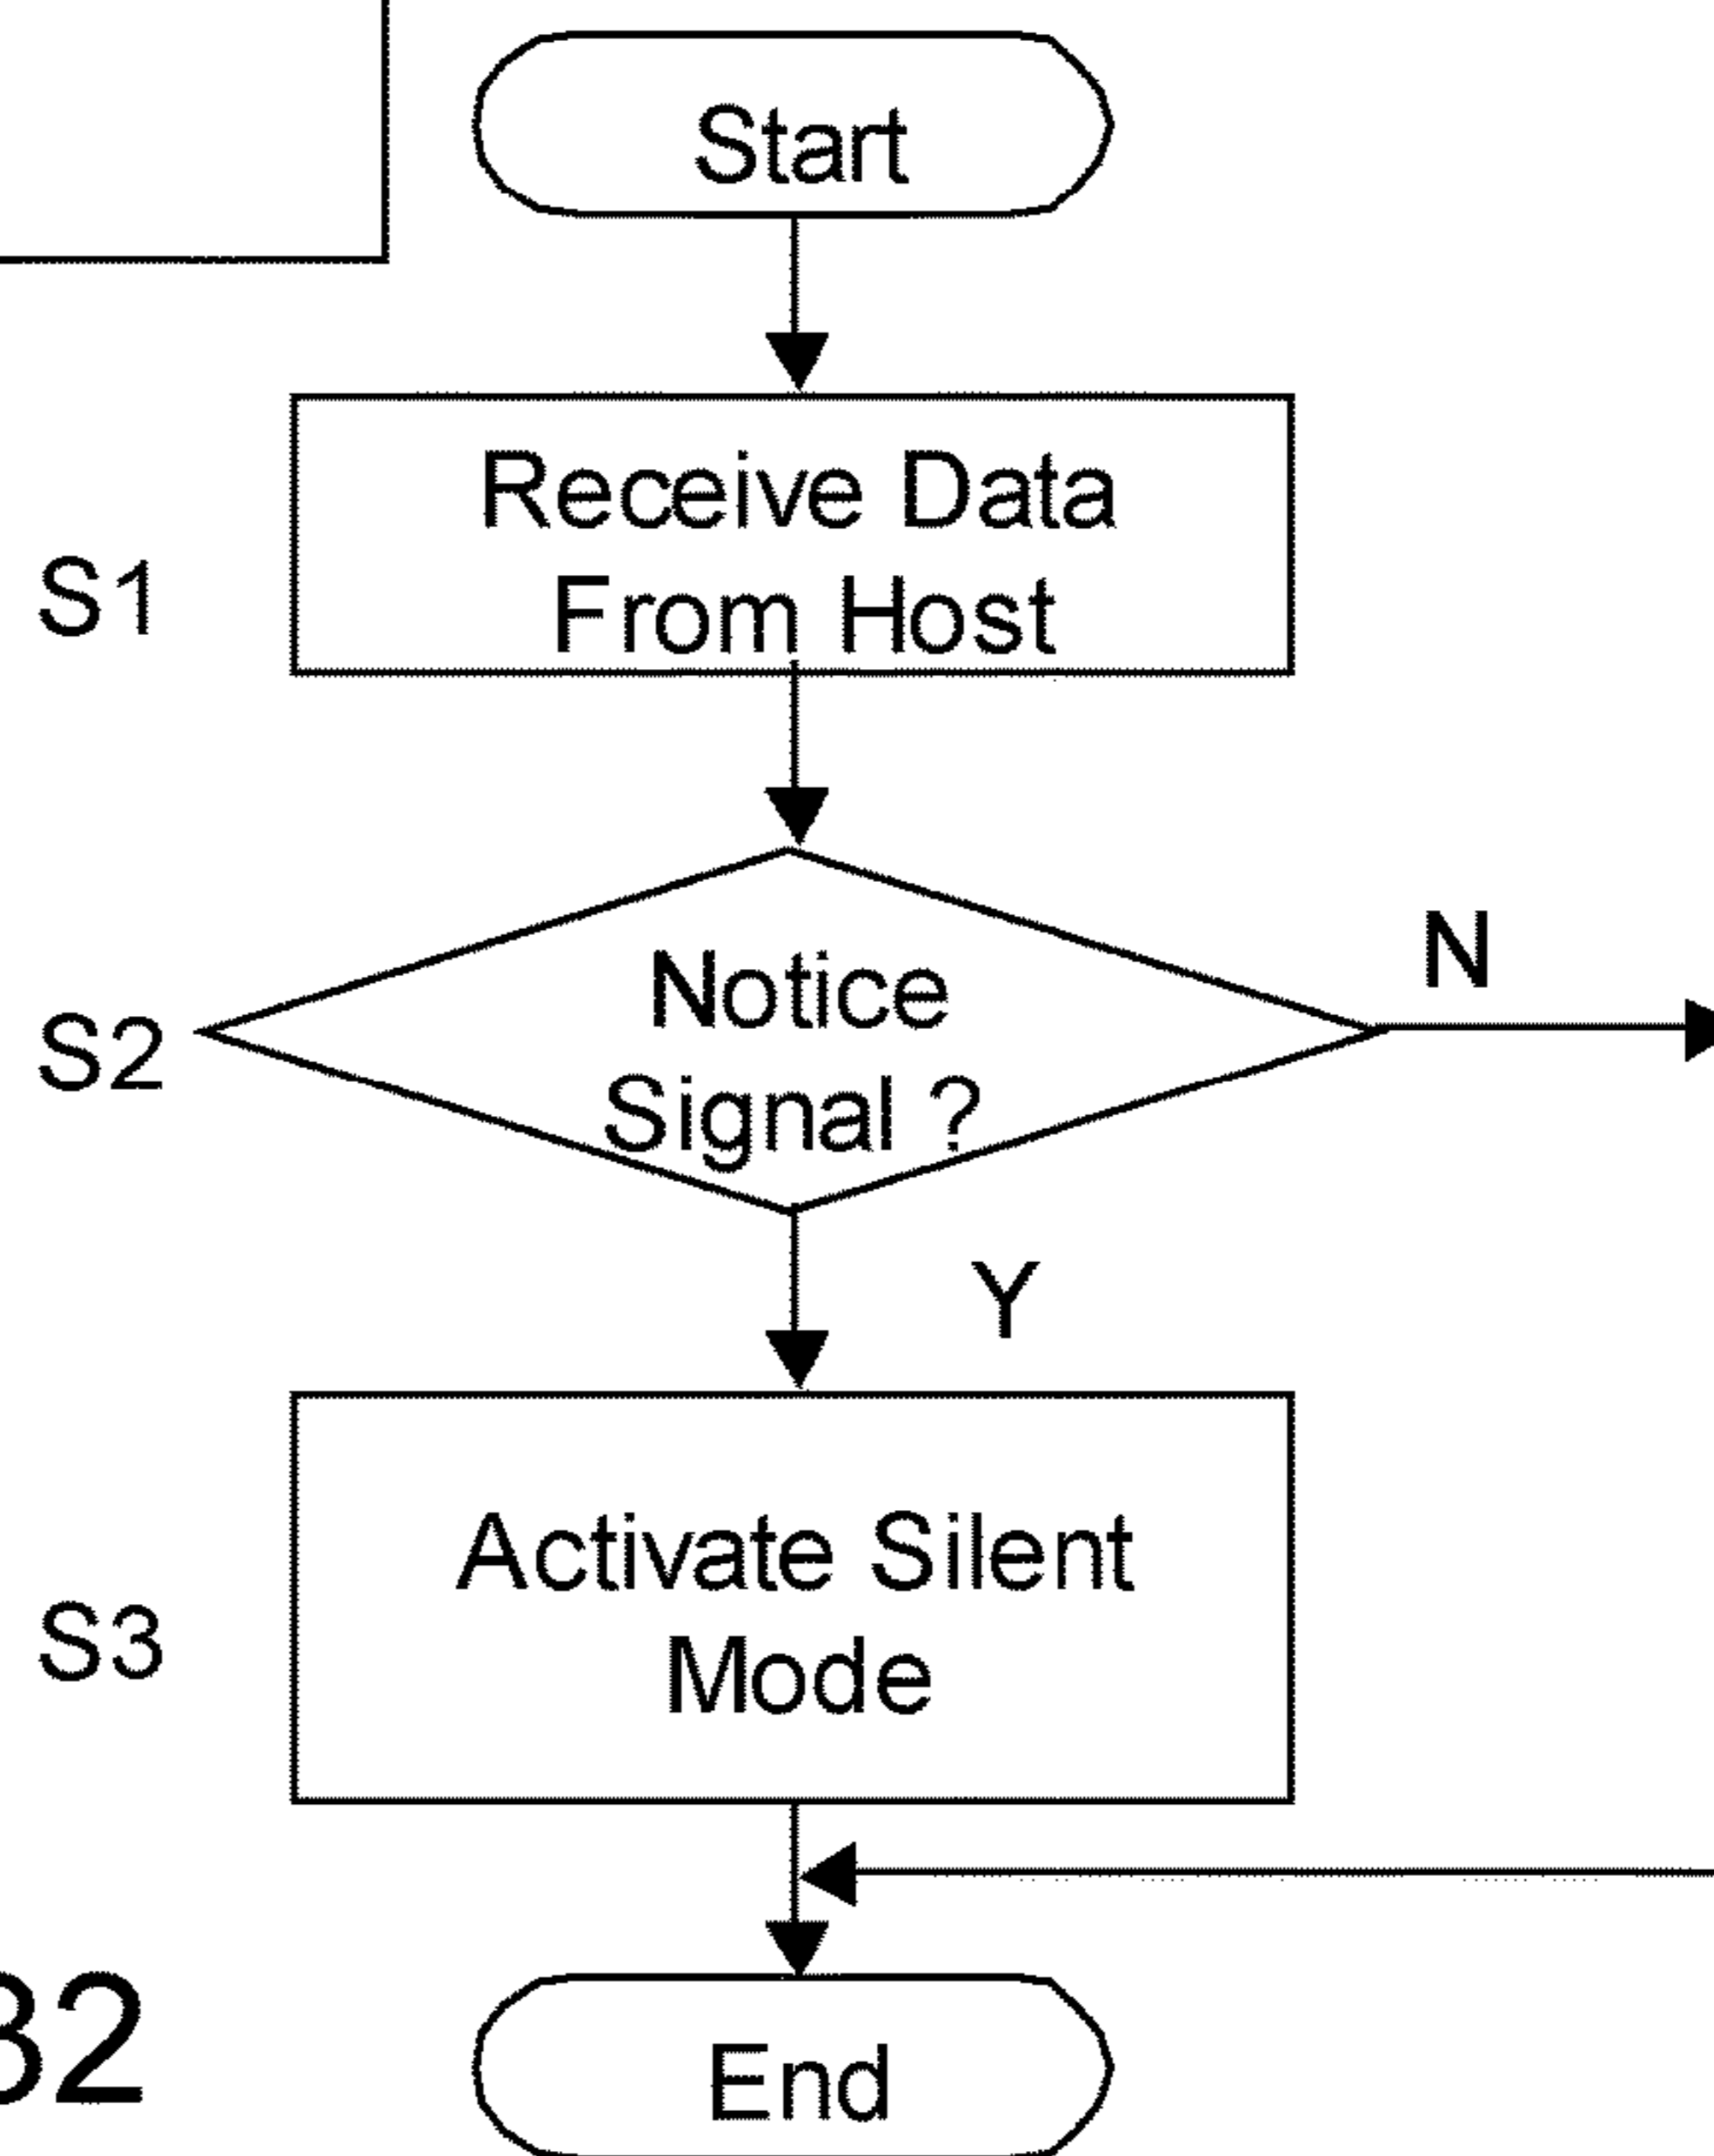 Start
Receive Data
From Host
S1
N
Notice
S2
Signal ?
Y
Activate Silent
S3
Mode
End